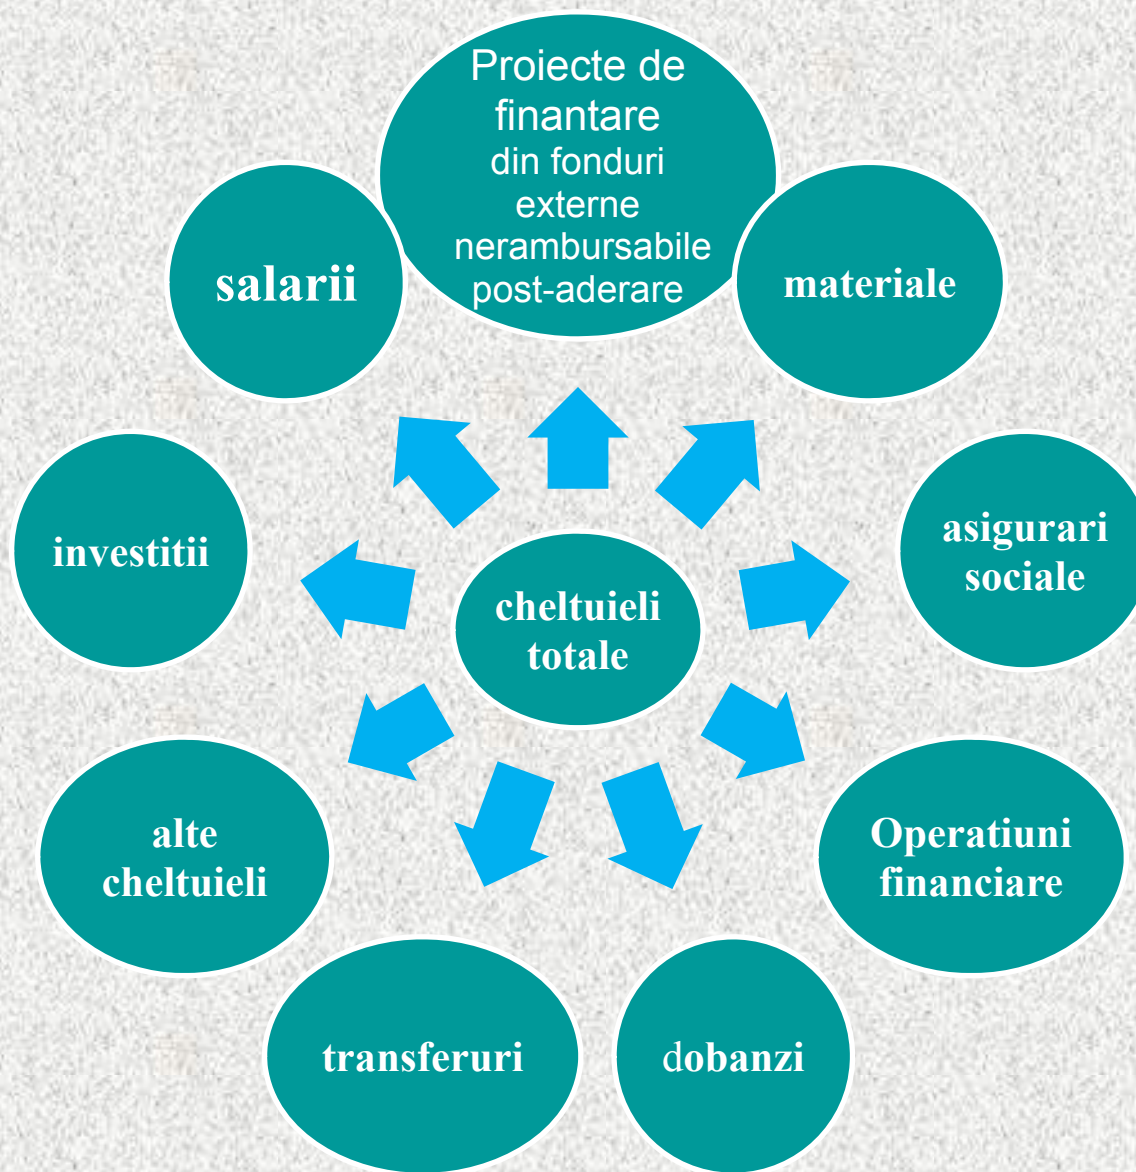 Proiecte de
finantare
din fonduri
externe
nerambursabile
post-aderare
salarii
materiale
investitii
asigurari
sociale
cheltuieli
totale
alte
cheltuieli
Operatiuni
financiare
transferuri
dobanzi